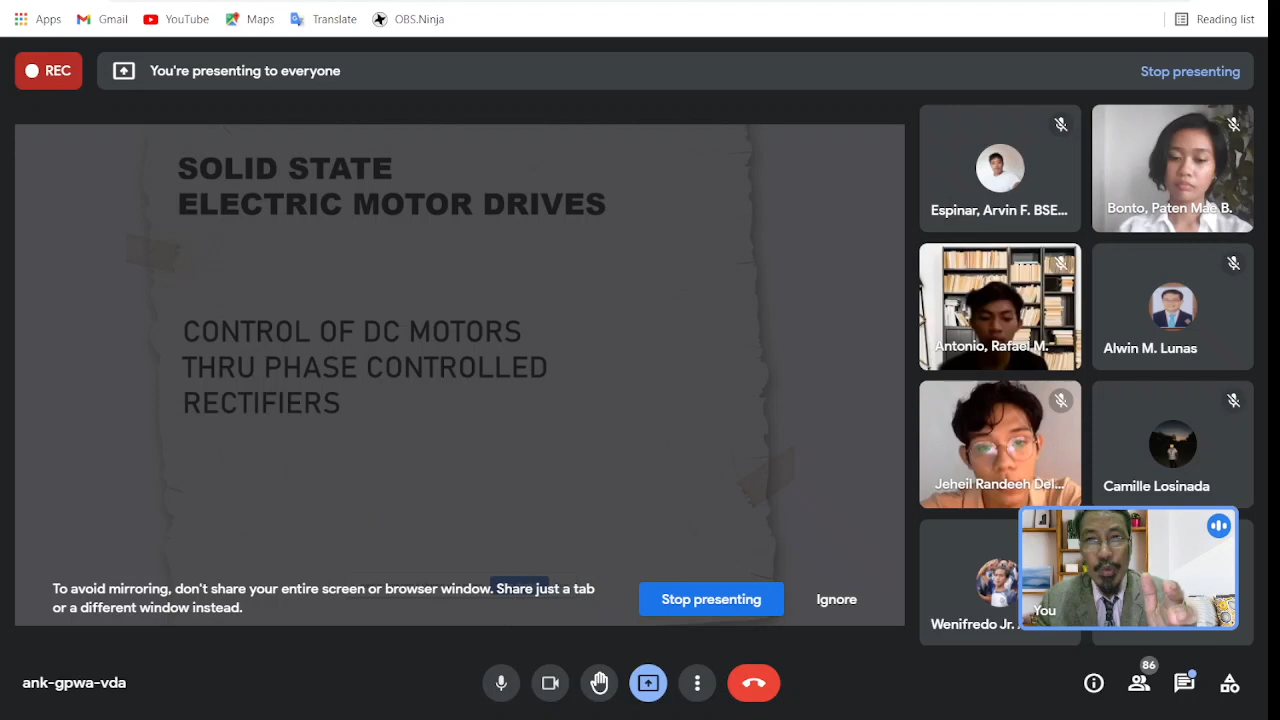 Apps Gmail YouTube Maps Translate OBS.Ninja Reading list
REC You're presenting to everyone Stop presenting
SOLID STATE
ELECTRIC MOTOR DRIVES
CONTROL OF DC MOTORS
THRU PHASE CONTROLLED
RECTIFIERS
To avoid mirroring, don't share your entire screen or browser window. Share just a tab
or a different window instead.
Stop presenting Ignore
Espinar, Arvin F. BSE...
Bonto, Paten Mae B.
Antonio, Rafael M.
Alwin M. Lunas
Jeheil Randeeh Del...
Camille Losinada
Wenifredo Jr.
You
ank-gpwa-vda
86